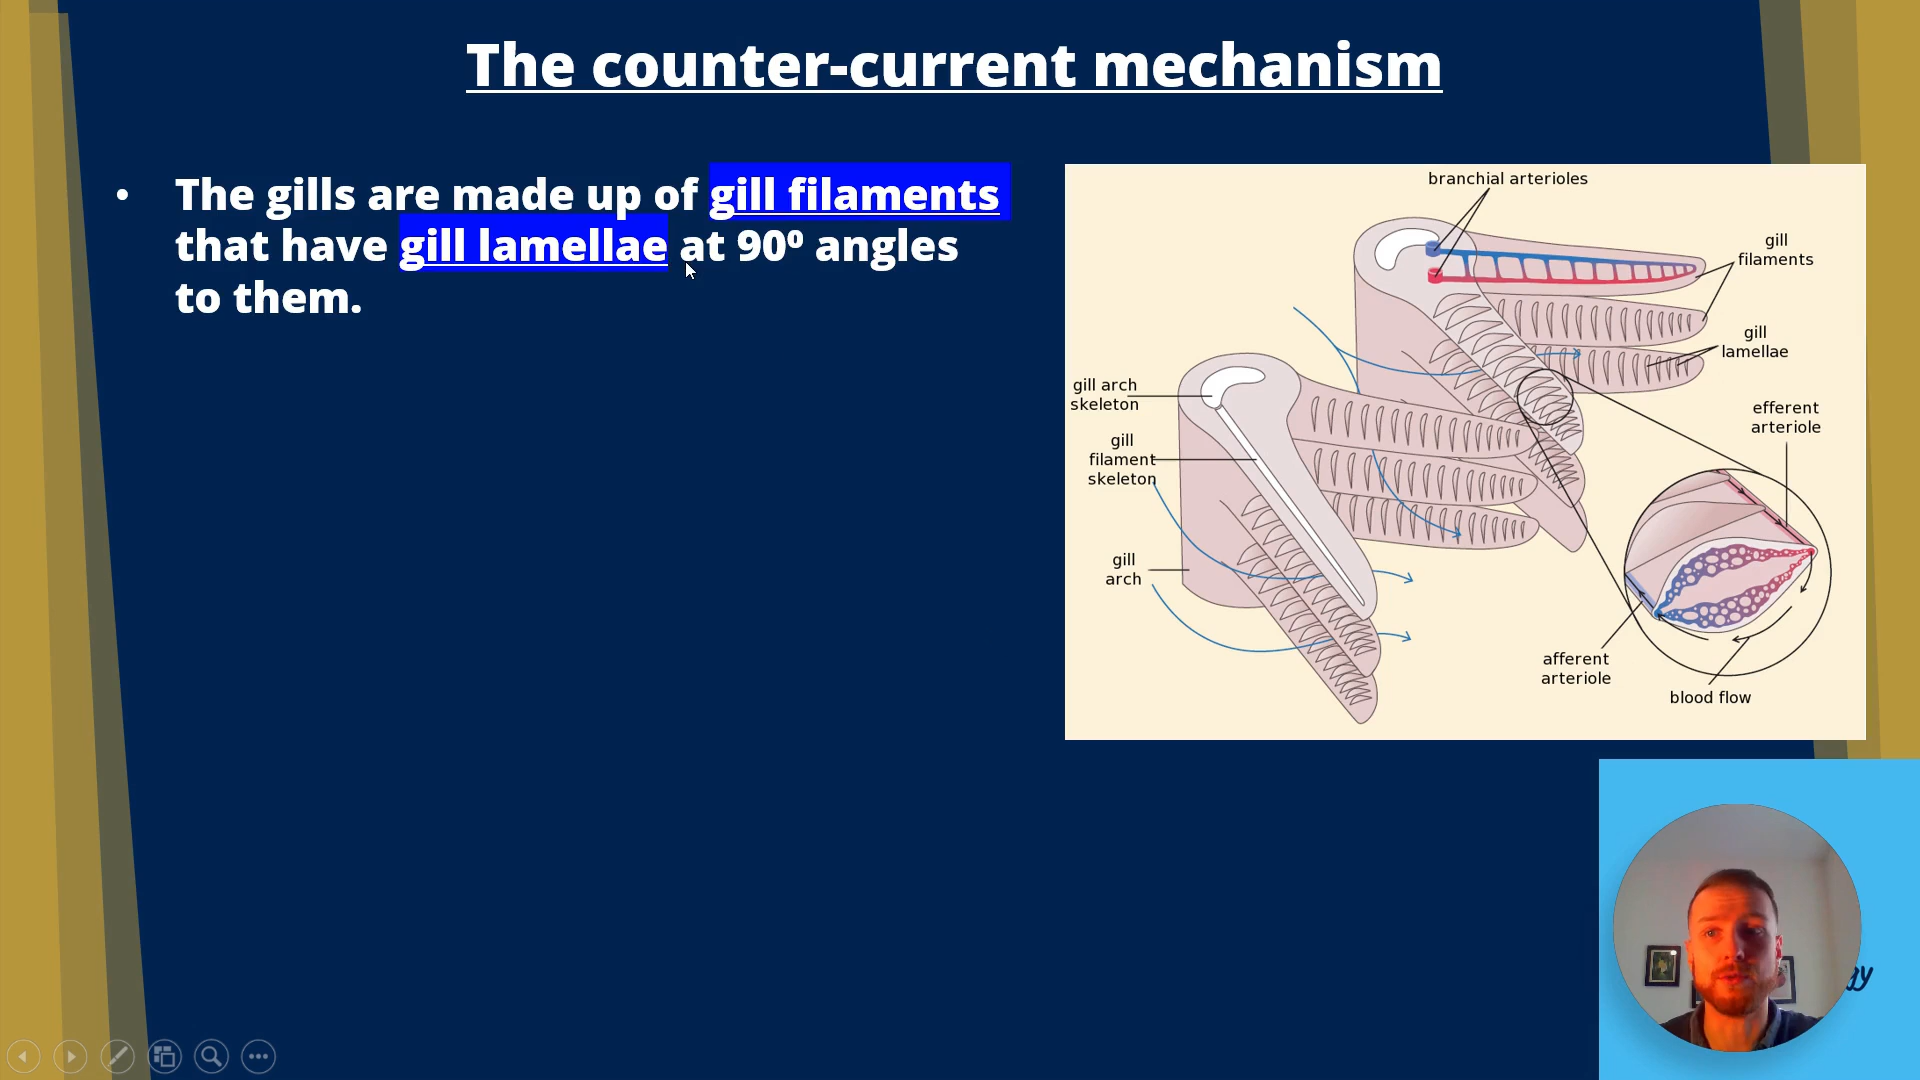 The counter-current mechanism
• The gills are made up of gill filaments
that have gill lamellae at 90⁰ angles
to them.
branchial arterioles
gill
filaments
gill
lamellae
gill arch
skeleton
efferent
arteriole
gill
filament
skeleton
gill
arch
afferent
arteriole
blood flow